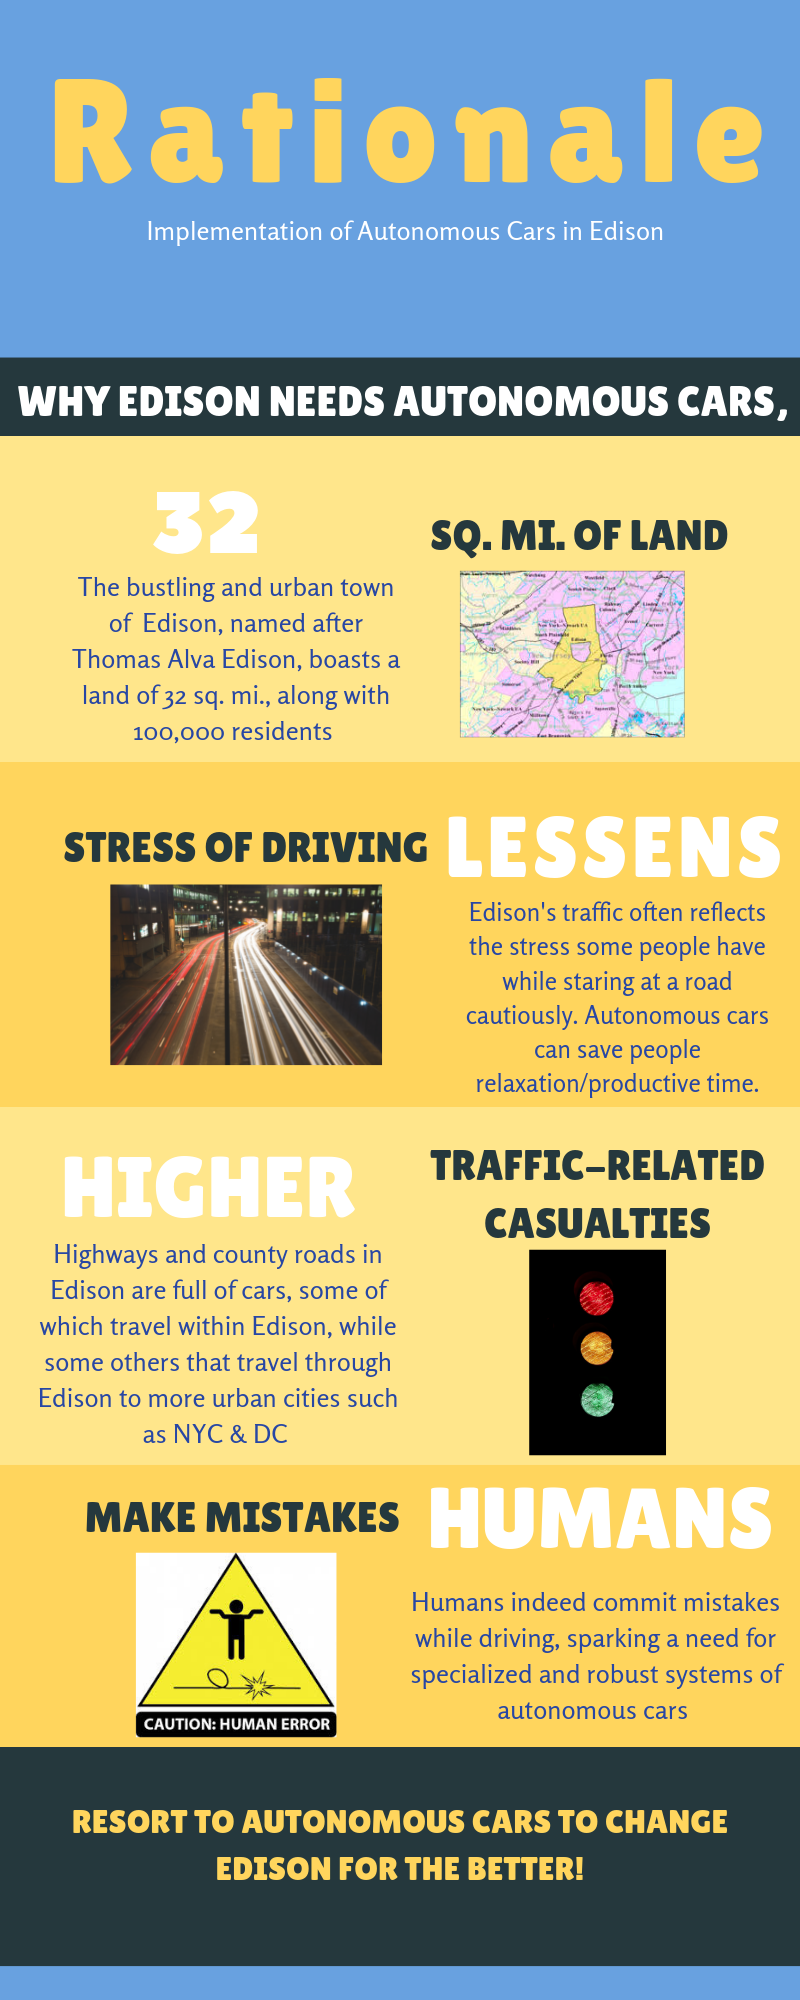 Rationale
Implementation of Autonomous Cars in Edison
WHY EDISON NEEDS AUTONOMOUS CARS,
32
SQ. MI. OF LAND
The bustling and urban town
of Edison, named after
Thomas Alva Edison, boasts a
land of 32 sq. mi., along with
100,000 residents
Edison
STRESS OF DRIVING
LESSENS
Edison's traffic often reflects
the stress some people have
while staring at a road
cautiously. Autonomous cars
can save people
relaxation/productive time.
HIGHER
TRAFFIC-RELATED
CASUALTIES
Highways and county roads in
Edison are full of cars, some of
which travel within Edison, while
some others that travel through
Edison to more urban cities such
as NYC & DC
MAKE MISTAKES
HUMANS
CAUTION: HUMAN ERROR
Humans indeed commit mistakes
while driving, sparking a need for
specialized and robust systems of
autonomous cars
RESORT TO AUTONOMOUS CARS TO CHANGE
EDISON FOR THE BETTER!